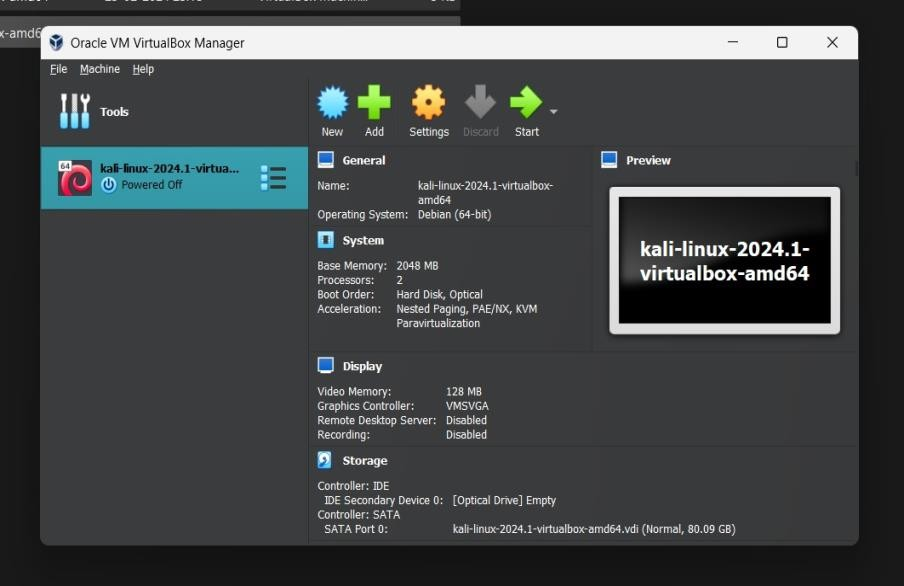 x-amd6
Oracle VM VirtualBox Manager
File Machine Help
Tools
New Add Settings Discard Start
64
kali-linux-2024.1-virtua...
Powered Off
General
Name: kali-linux-2024.1-virtualbox-
amd64
Operating System: Debian (64-bit)
System
Base Memory: 2048 MB
Processors: 2
Boot Order: Hard Disk, Optical
Acceleration: Nested Paging, PAE/NX, KVM
Paravirtualization
Preview
kali-linux-2024.1-
virtualbox-amd64
Display
Video Memory: 128 MB
Graphics Controller: VMSVGA
Remote Desktop Server: Disabled
Recording: Disabled
Storage
Controller: IDE
IDE Secondary Device 0: [Optical Drive] Empty
Controller: SATA
SATA Port 0: kali-linux-2024.1-virtualbox-amd64.vdi (Normal, 80.09 GB)